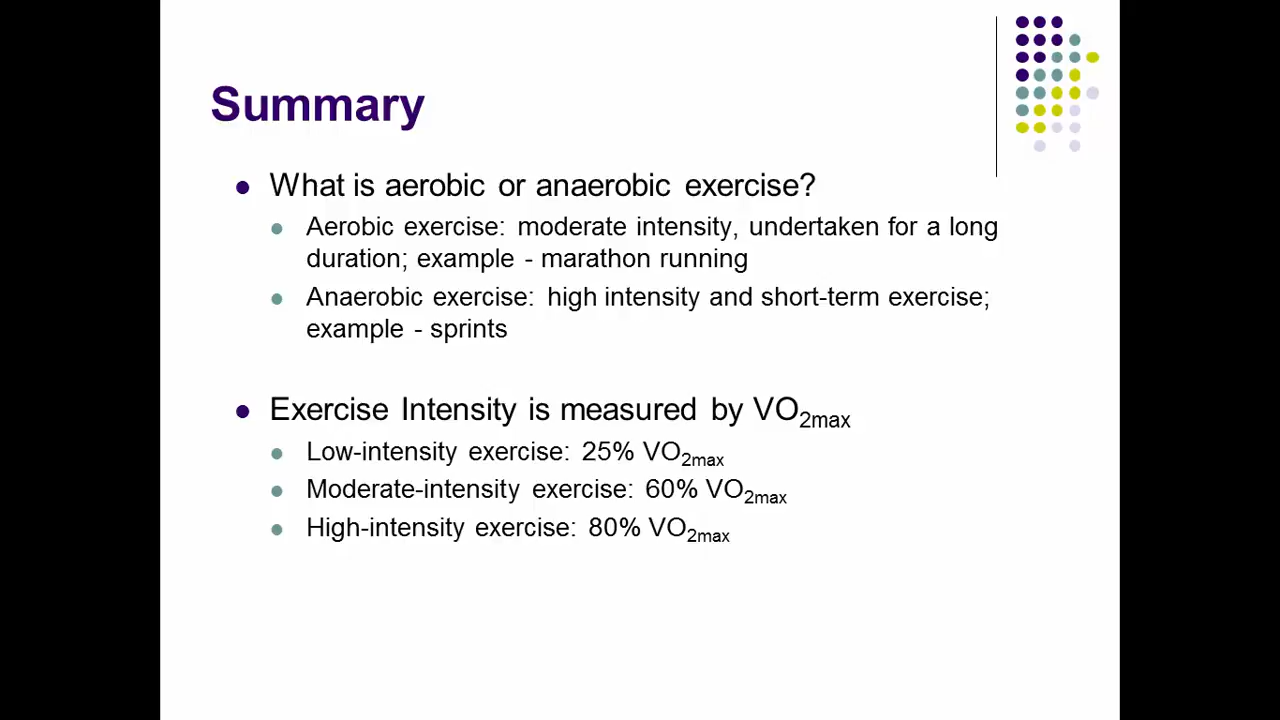 Summary
What is aerobic or anaerobic exercise?
Aerobic exercise: moderate intensity, undertaken for a long
duration; example - marathon running
Anaerobic exercise: high intensity and short-term exercise;
example - sprints
Exercise Intensity is measured by VO2max
Low-intensity exercise: 25% VO2max
Moderate-intensity exercise: 60% VO2max
High-intensity exercise: 80% VO2max